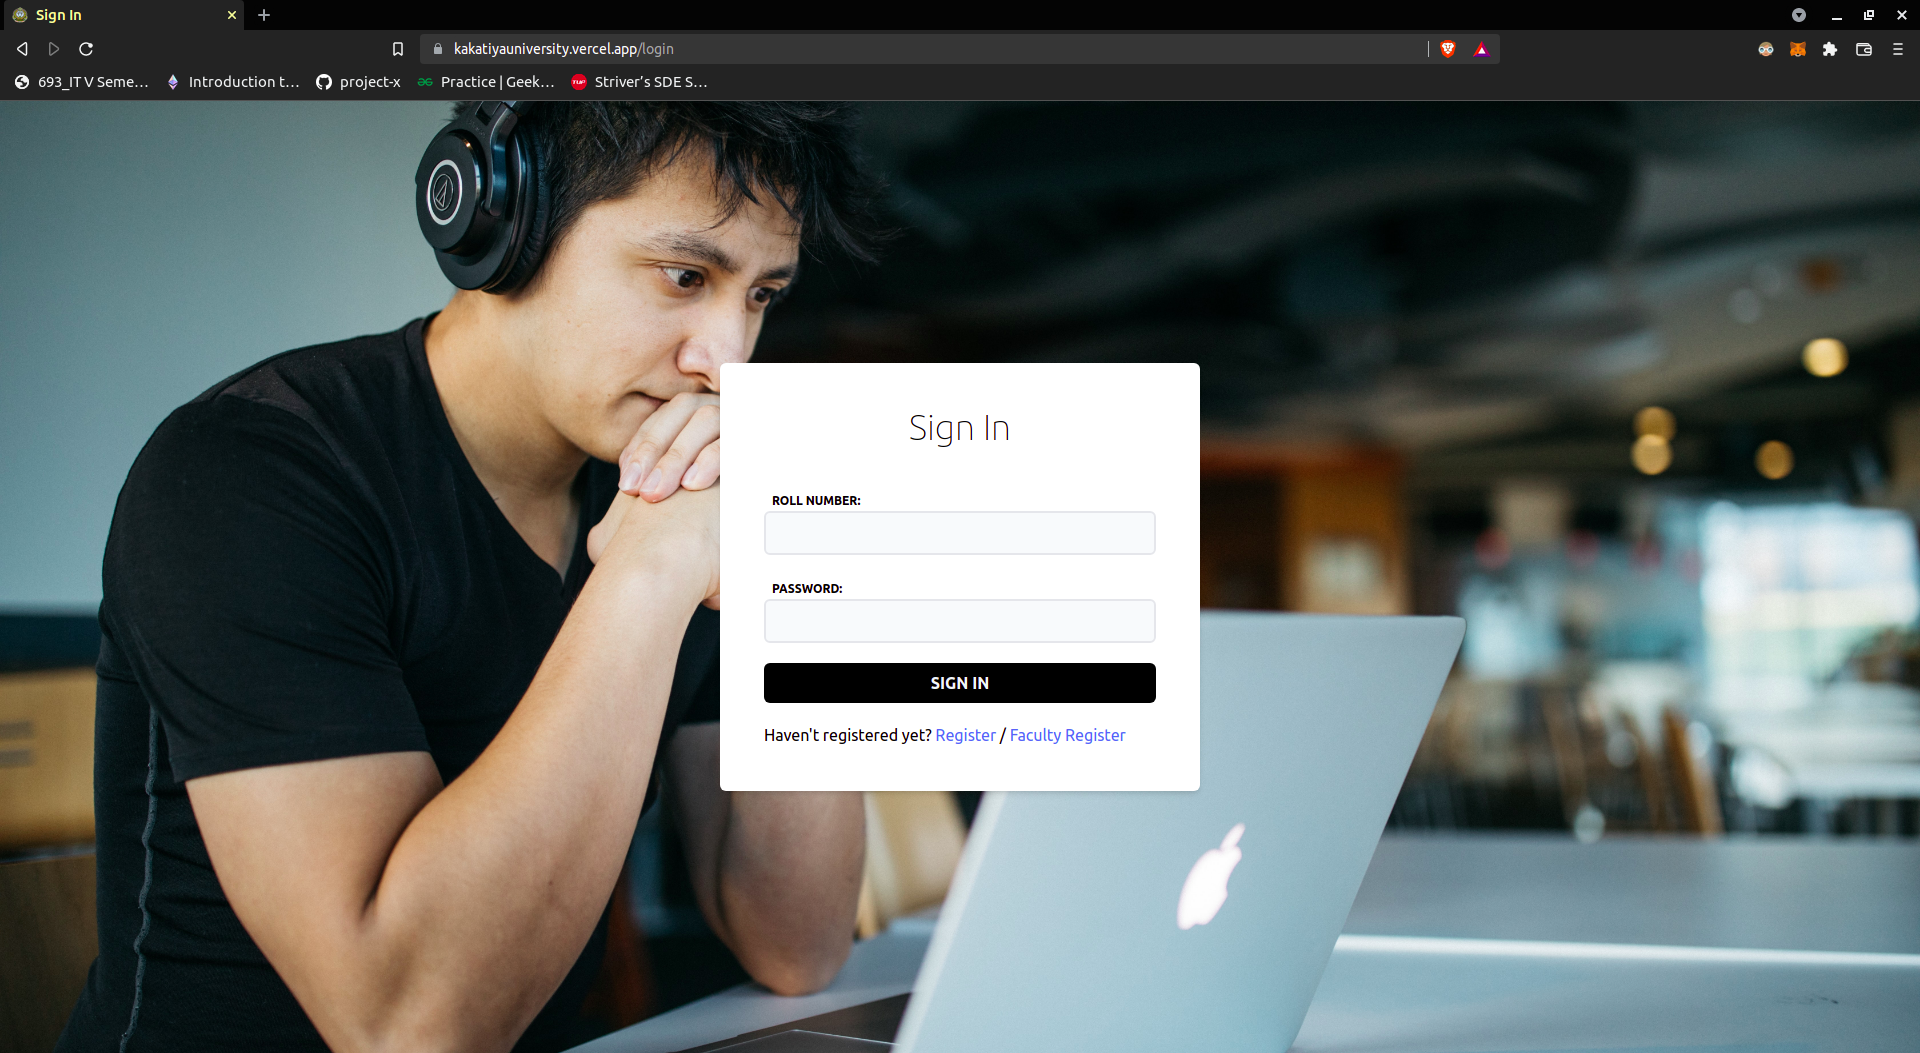 Sign In
kakatiyauniversity.vercel.app/login
693_IT V Seme...
Introduction t...
project-x
Practice | Geek...
TUF
Striver's SDE S...
Sign In
ROLL NUMBER:
PASSWORD:
SIGN IN
Haven't registered yet? Register / Faculty Register